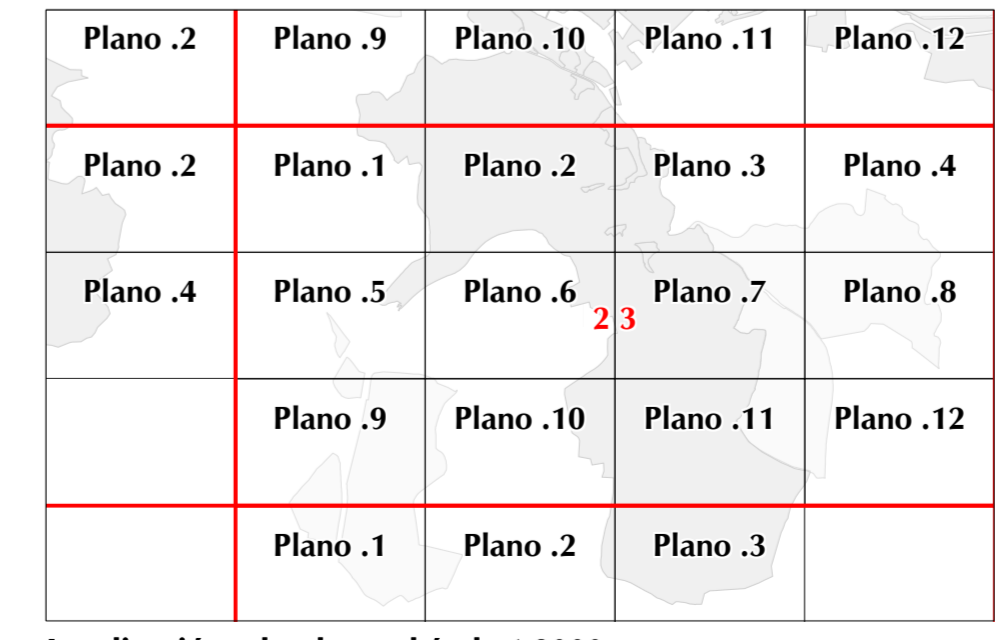 Plano .2 Plano .9 Plano .10 Plano .11 Plano .12
Plano .2 Plano .1 Plano .2 Plano .3 Plano .4
Plano .4 Plano .5 Plano .6 Plano .7 Plano .8
2 3
Plano .9 Plano .10 Plano .11 Plano .12
Plano .1 Plano .2 Plano .3